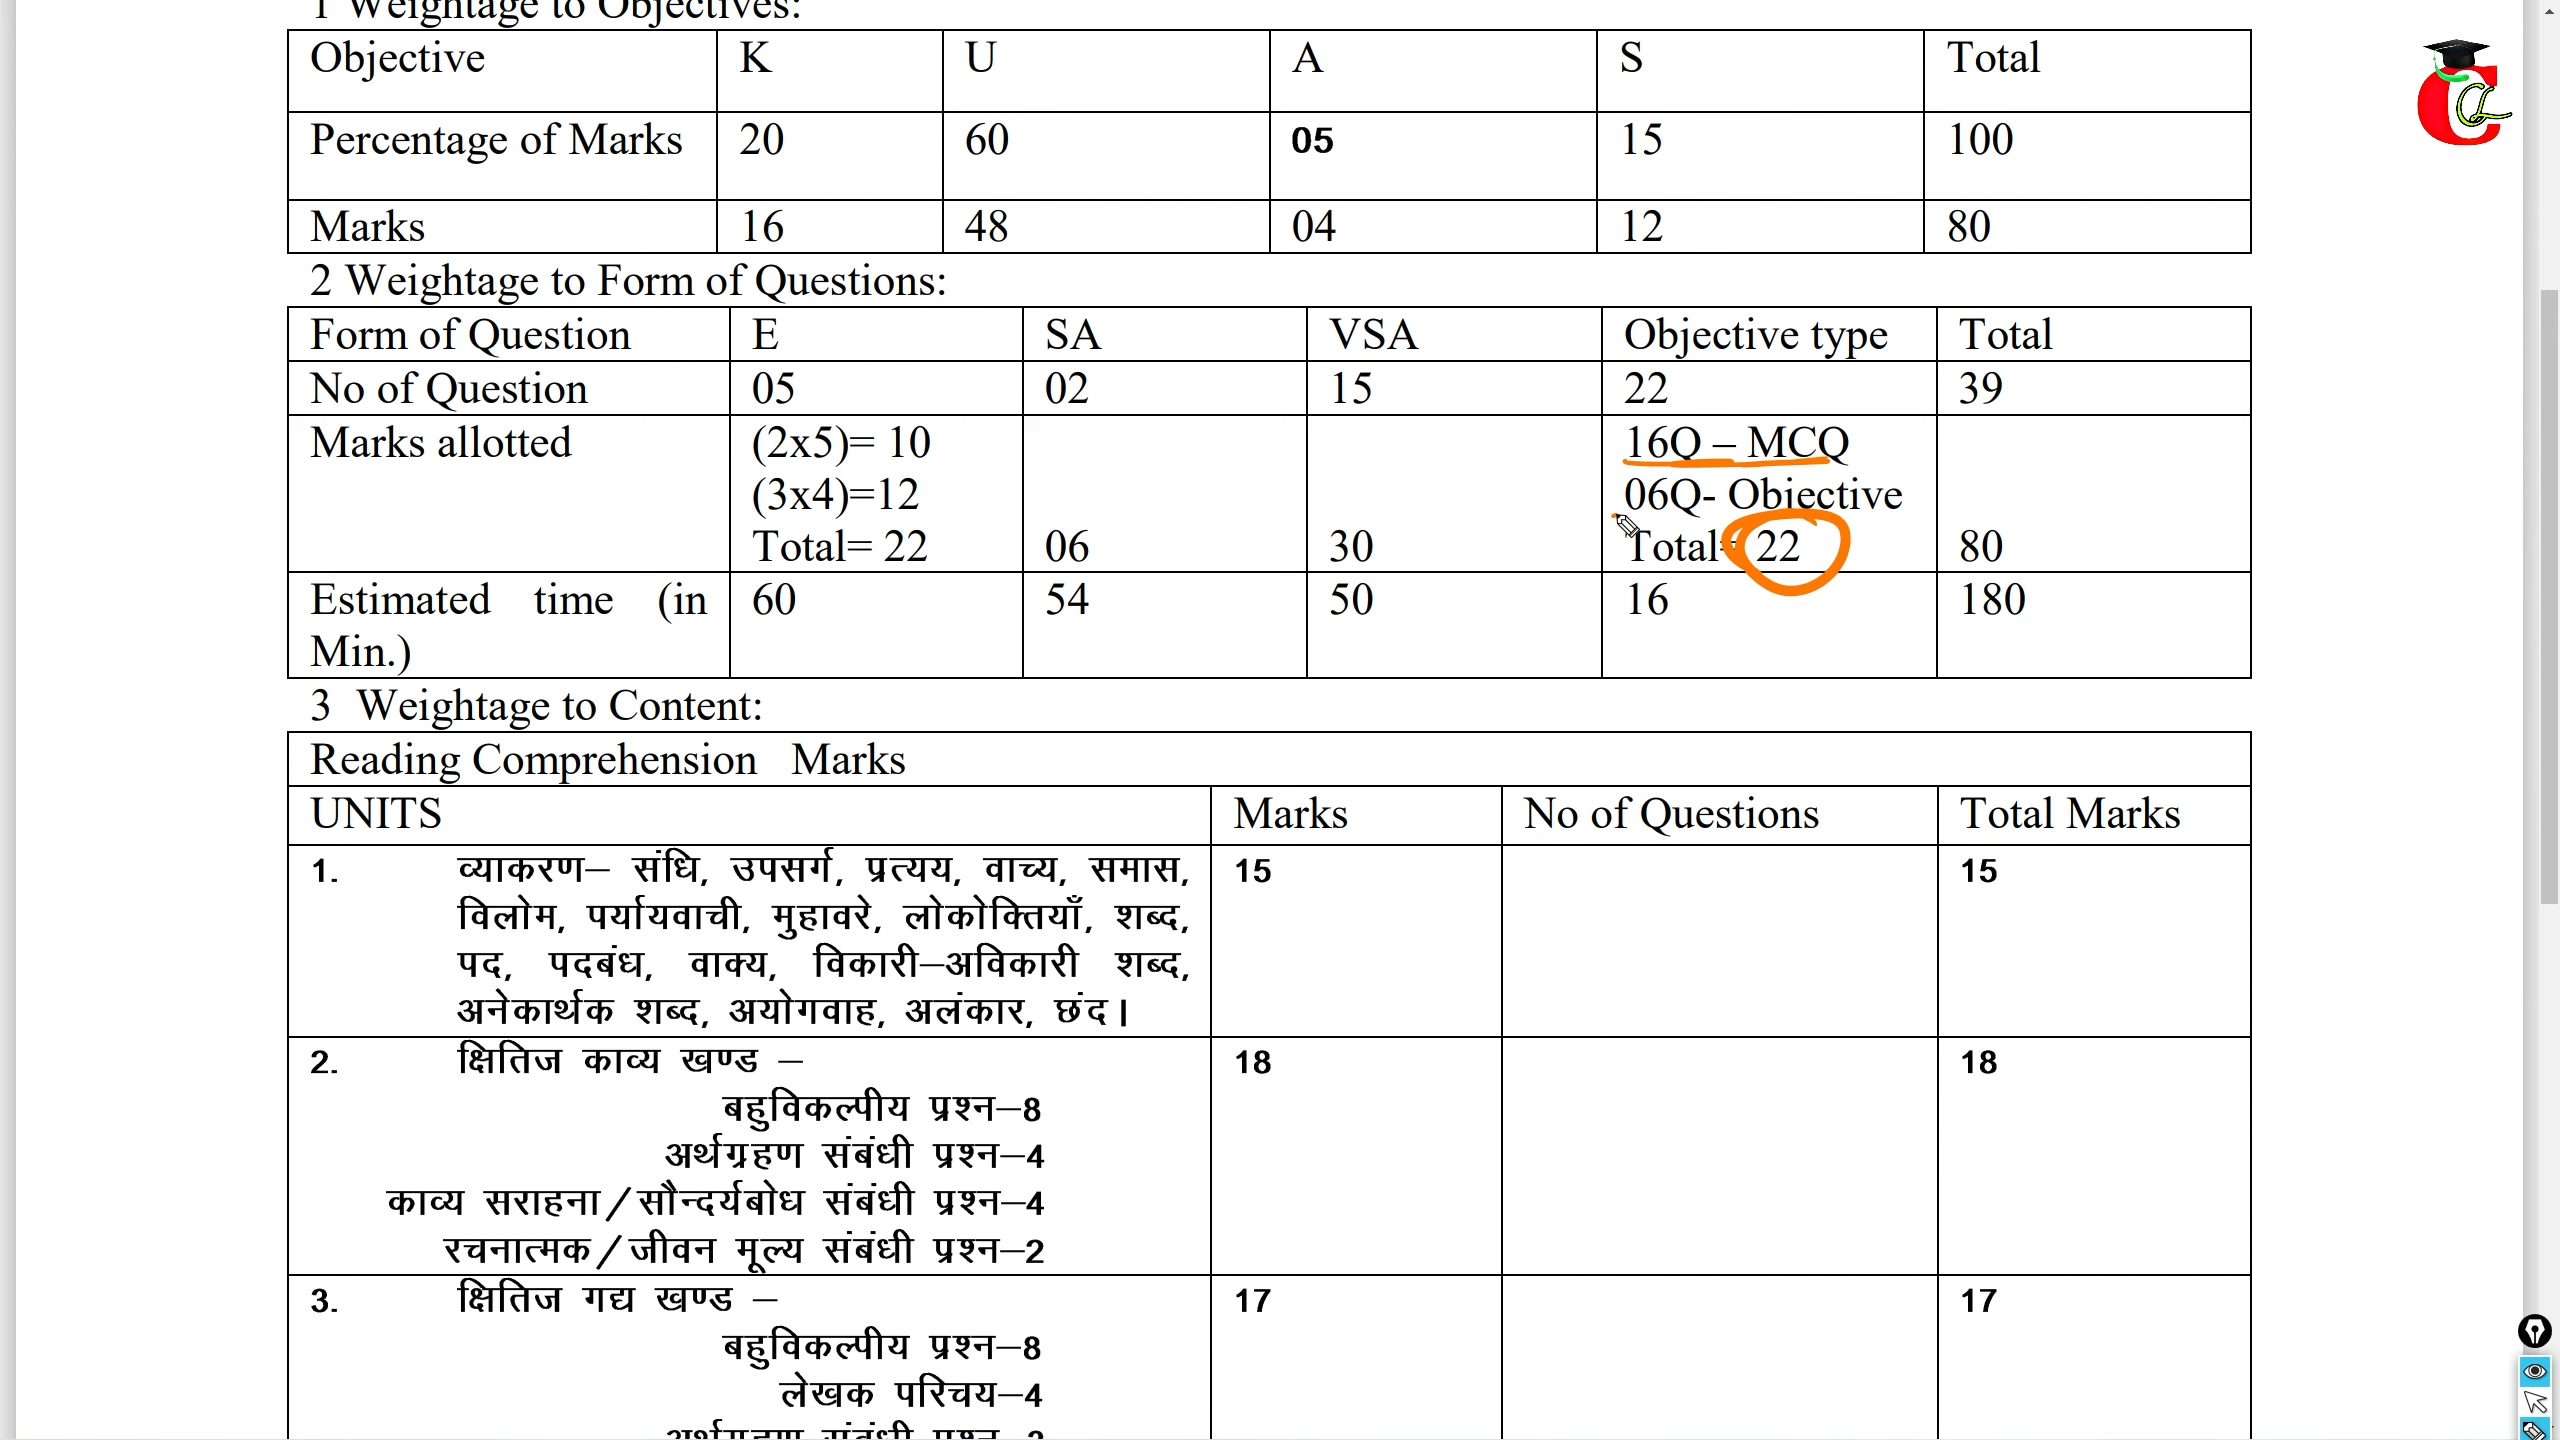 1 Weightage to Objectives:
Objective K U A S Total
Percentage of Marks 20 60 05 15 100
Marks 16 48 04 12 80
2 Weightage to Form of Questions:
Form of Question E SA VSA Objective type Total
No of Question 05 02 15 22 39
Marks allotted (2x5)= 10 16Q – MCQ
(3x4)=12 06Q- Objective
Total= 22 06 30 Total= 22 80
Estimated time (in 60 54 50 16 180
Min.)
3 Weightage to Content:
Reading Comprehension Marks
UNITS Marks No of Questions Total Marks
1. व्याकरण– संधि, उपसर्ग, प्रत्यय, वाच्य, समास, 15 15
विलोम, पर्यायवाची, मुहावरे, लोकोक्तियाँ, शब्द,
पद, पदबंध, वाक्य, विकारी–अविकारी शब्द,
अनेकार्थक शब्द, अयोगवाह, अलंकार, छंद।
2. क्षितिज काव्य खण्ड – 18 18
बहुविकल्पीय प्रश्न–8
अर्थग्रहण संबंधी प्रश्न–4
काव्य सराहना/सौन्दर्यबोध संबंधी प्रश्न–4
रचनात्मक/जीवन मूल्य संबंधी प्रश्न–2
3. क्षितिज गद्य खण्ड – 17 17
बहुविकल्पीय प्रश्न–8
लेखक परिचय–4